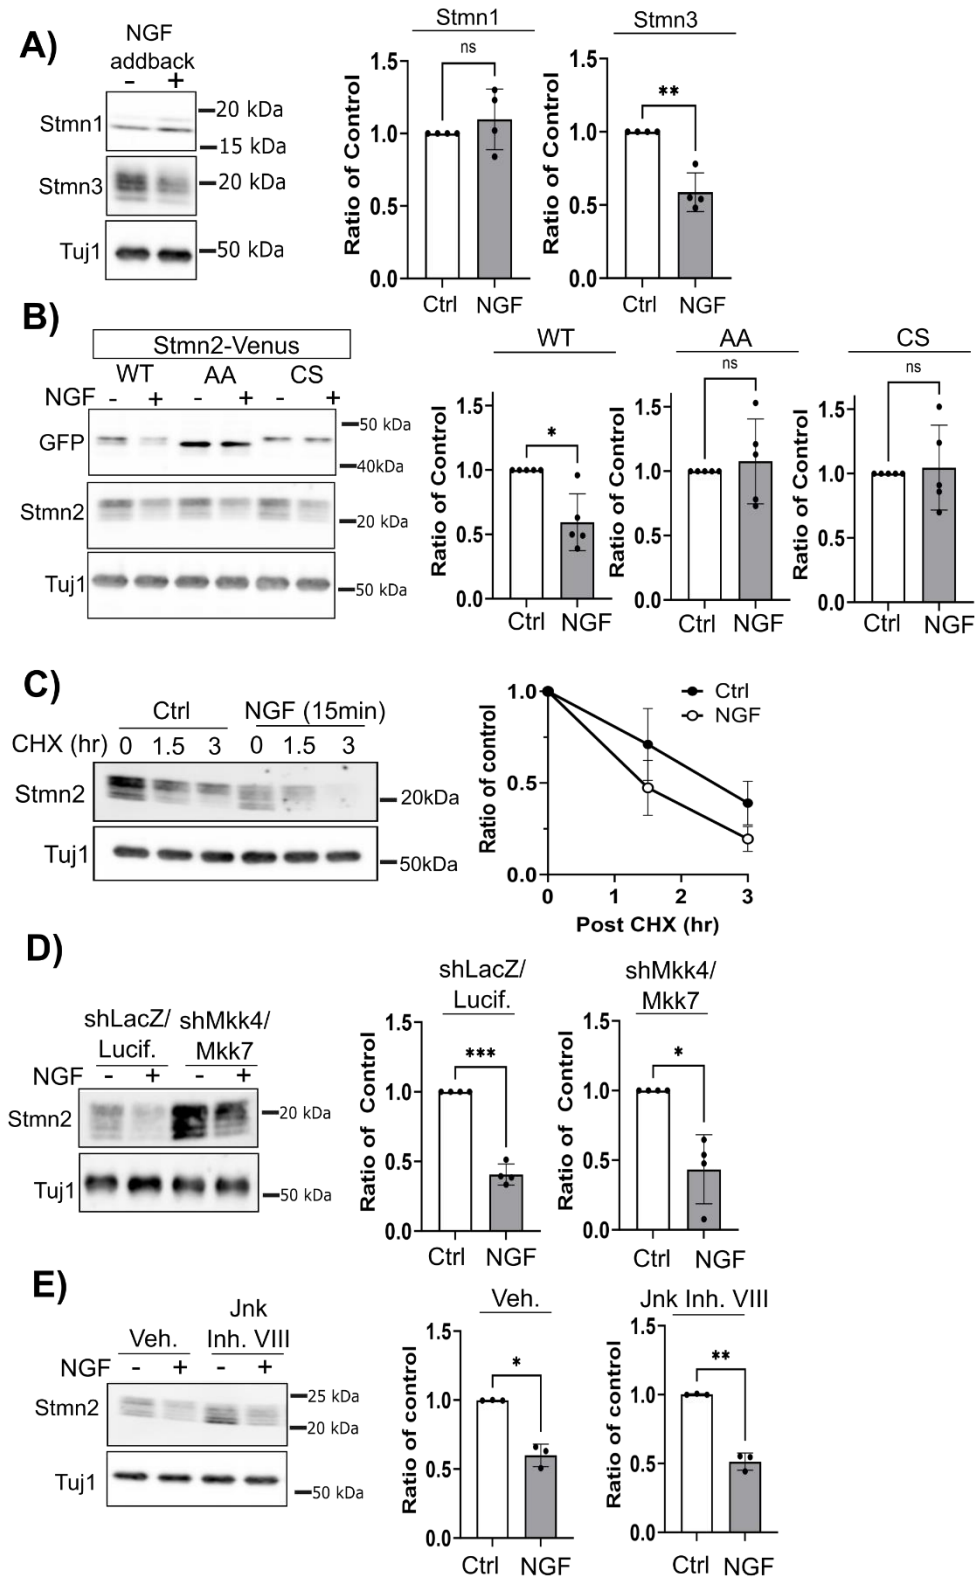 A)
NGF
addback
- +
Stmn1
20 kDa
15 kDa
Stmn3
20 kDa
Tuj1
50 kDa
Stmn1
ns
Ratio of Control
1.5
1.0
0.5
0.0
Ctrl NGF
Stmn3
**
Ratio of Control
1.5
1.0
0.5
0.0
Ctrl NGF
B)
Stmn2-Venus
WT AA CS
NGF - + - + - +
GFP
50 kDa
40kDa
Stmn2
20 kDa
Tuj1
50 kDa
WT
*
Ratio of Control
1.5
1.0
0.5
0.0
Ctrl NGF
AA
ns
Ratio of Control
1.5
1.0
0.5
0.0
Ctrl NGF
CS
ns
Ratio of Control
1.5
1.0
0.5
0.0
Ctrl NGF
C)
Ctrl NGF (15min)
CHX (hr) 0 1.5 3 0 1.5 3
Stmn2
20kDa
Tuj1
50kDa
Ctrl
NGF
Ratio of control
1.0
0.5
0.0
0 1 2 3
Post CHX (hr)
D)
shLacZ/ shMkk4/
Lucif. Mkk7
NGF - + - +
Stmn2
20 kDa
Tuj1
50 kDa
shLacZ/
Lucif.
***
Ratio of Control
1.5
1.0
0.5
0.0
Ctrl NGF
shMkk4/
Mkk7
*
Ratio of Control
1.5
1.0
0.5
0.0
Ctrl NGF
E)
Jnk
Veh. Inh. VIII
NGF - + - +
Stmn2
25 kDa
20 kDa
Tuj1
50 kDa
Veh.
*
Ratio of control
1.5
1.0
0.5
0.0
Ctrl NGF
Jnk Inh. VIII
**
Ratio of control
1.5
1.0
0.5
0.0
Ctrl NGF